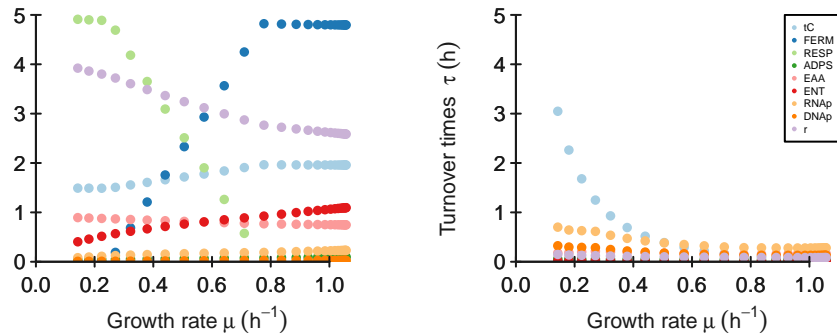 5
4
3
2
1
0
0.0 0.2 0.4 0.6 0.8 1.0
Growth rate μ (h⁻¹)
Turnover times τ (h)
5
4
3
2
1
0
0.0 0.2 0.4 0.6 0.8 1.0
Growth rate μ (h⁻¹)
tC
FERM
RESP
ADPS
EAA
ENT
RNAp
DNAp
r